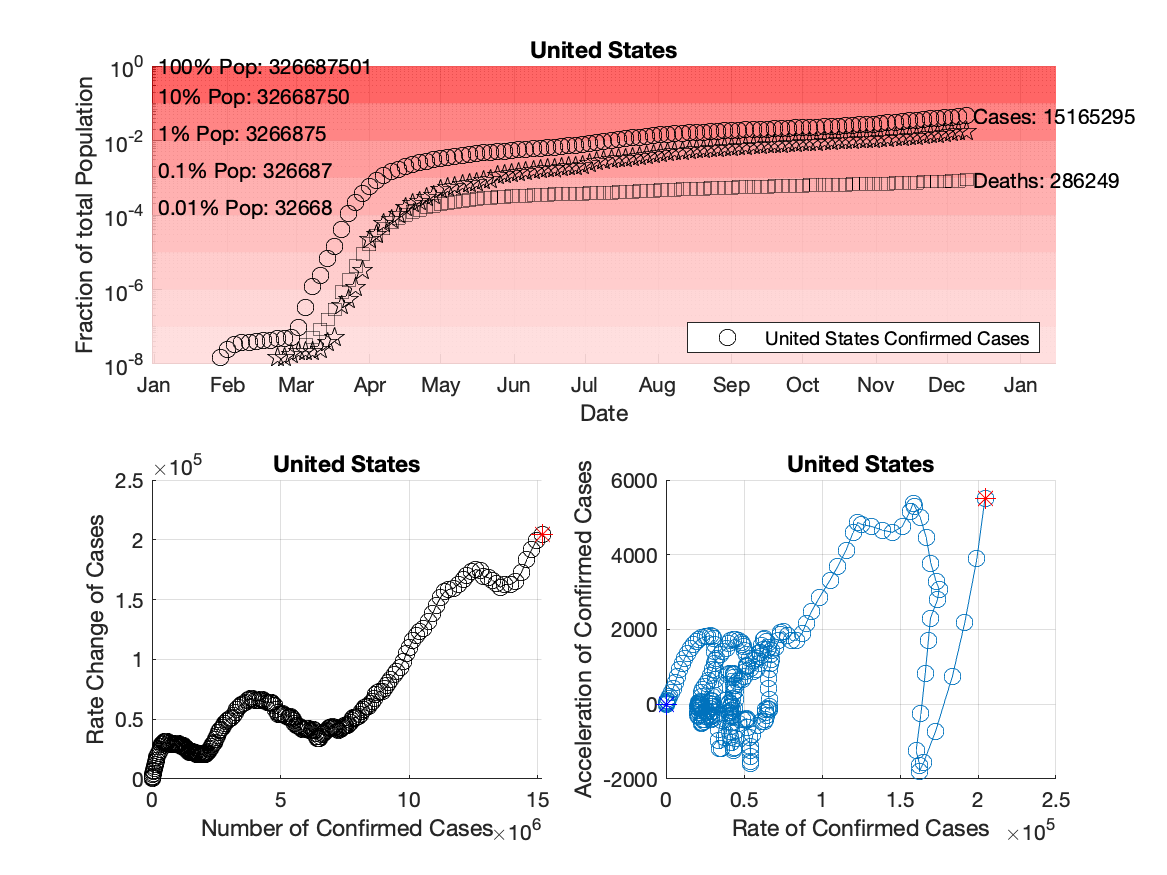 United States
Fraction of total Population
10^0
10^-2
10^-4
10^-6
10^-8
100% Pop: 326687501
10% Pop: 32668750
1% Pop: 3266875
0.1% Pop: 326687
0.01% Pop: 32668
Cases: 15165295
Deaths: 286249
United States Confirmed Cases
Jan Feb Mar Apr May Jun Jul Aug Sep Oct Nov Dec Jan
Date
United States
×10^5
Rate Change of Cases
2.5
2
1.5
1
0.5
0
0 5 10 15
Number of Confirmed Cases ×10^6
United States
Acceleration of Confirmed Cases
6000
4000
2000
0
-2000
0 0.5 1 1.5 2 2.5
Rate of Confirmed Cases ×10^5